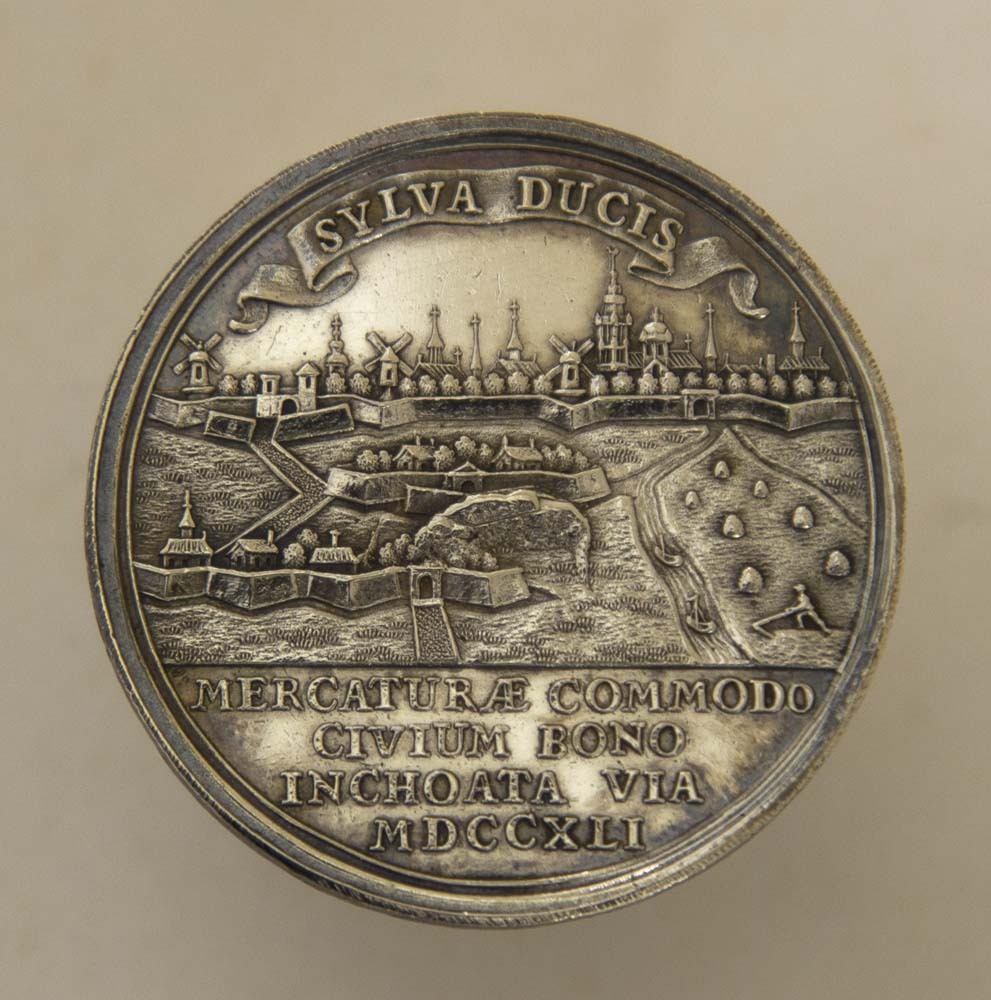 SYLVA DUCIS
MERCATURÆ COMMODO
CIVIUM BONO
INCHOATA VIA
MDCCXLI